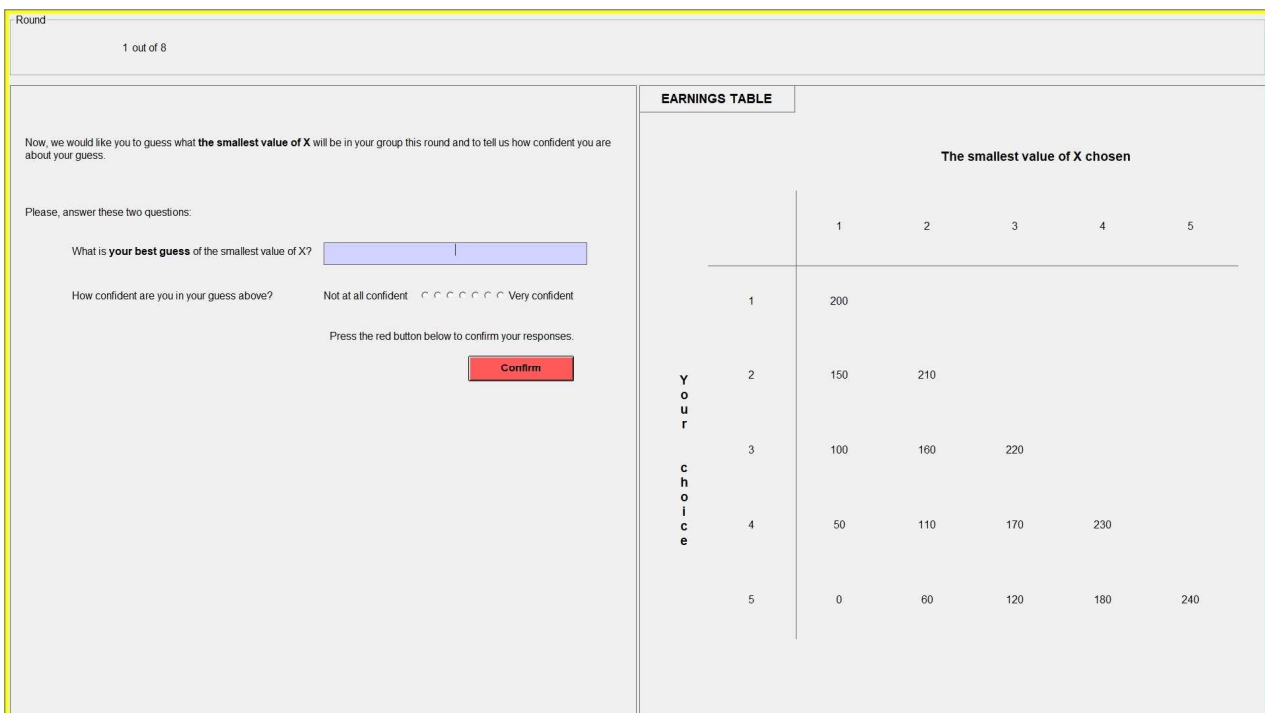 Round
1 out of 8
Now, we would like you to guess what the smallest value of X will be in your group this round and to tell us how confident you are
about your guess.
Please, answer these two questions:
What is your best guess of the smallest value of X?
How confident are you in your guess above? Not at all confident Very confident
Press the red button below to confirm your responses.
Confirm
EARNINGS TABLE
The smallest value of X chosen
1 2 3 4 5
Your choice
1 200
2 150 210
3 100 160 220
4 50 110 170 230
5 0 60 120 180 240